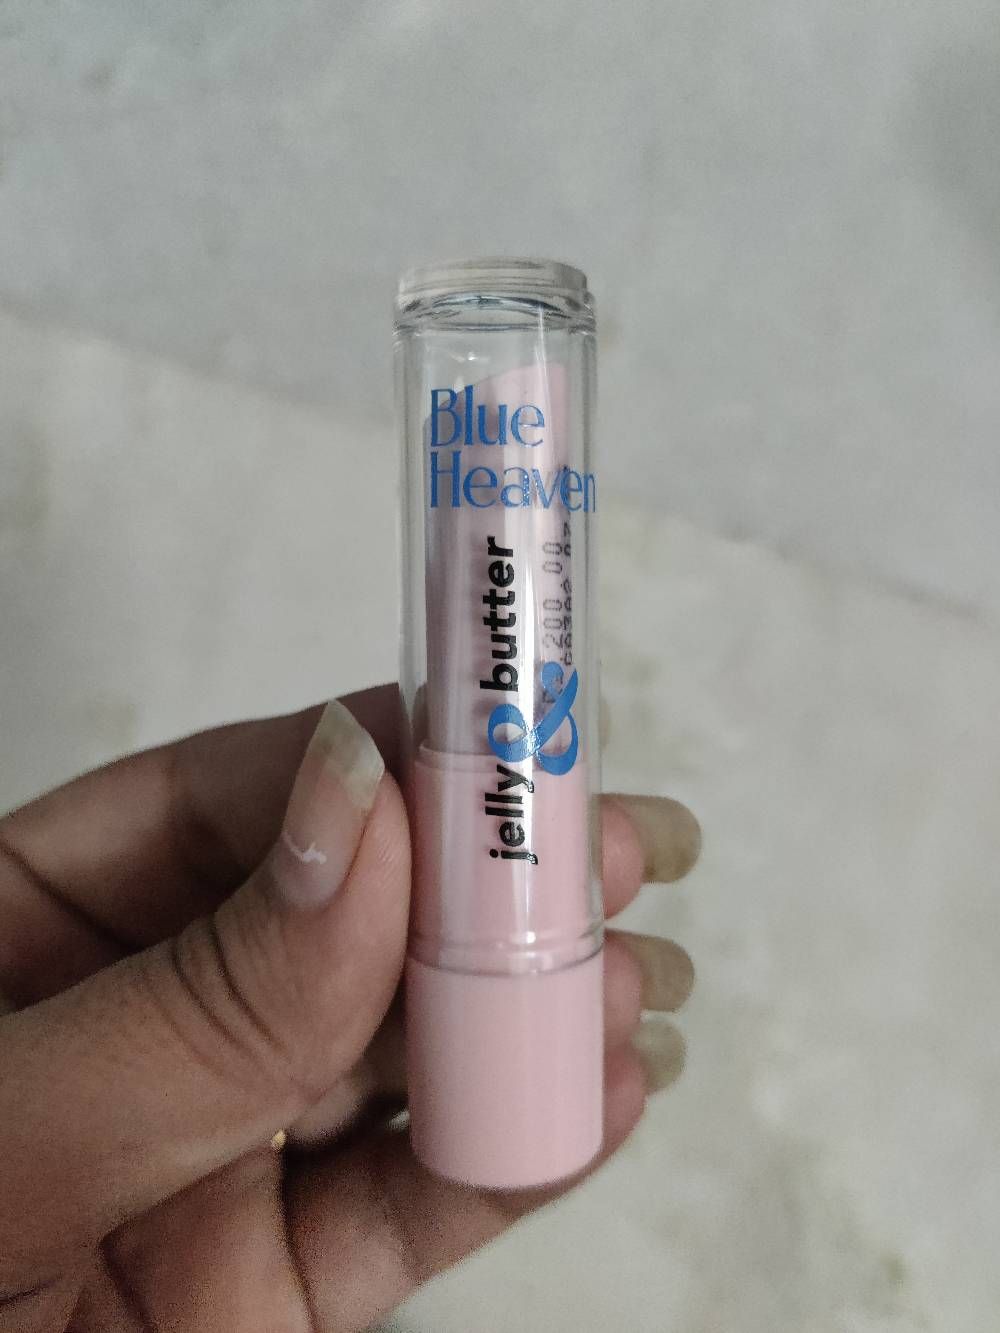 Blue
Heaven
jelly & butter
200.00